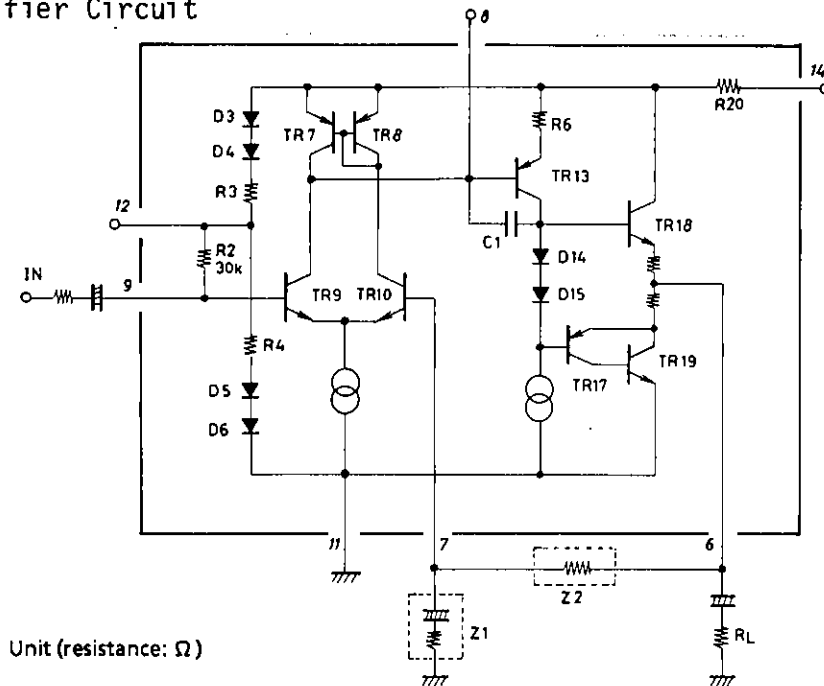 fier Circuit
8
14
R20
D3
TR7
TR8
R6
D4
TR13
R3
12
C1
TR18
R2
30k
D14
IN
9
TR9
TR10
D15
R4
TR19
TR17
D5
D6
11
7
6
Z2
Z1
RL
Unit (resistance: Ω)